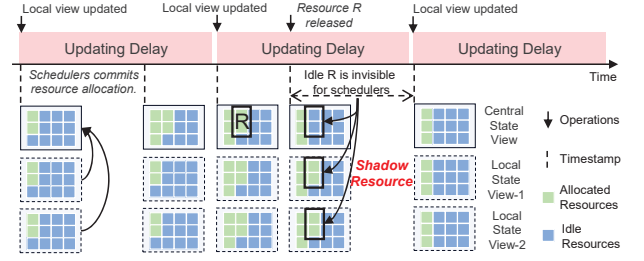 Local view updated
Local view updated
Resource R
released
Local view updated
Updating Delay
Updating Delay
Updating Delay
Schedulers commits
resource allocation.
Idle R is invisible
for schedulers
Time
R
Shadow
Resource
Central
State
View
Local
State
View-1
Local
State
View-2
Operations
Timestamp
Allocated
Resources
Idle
Resources